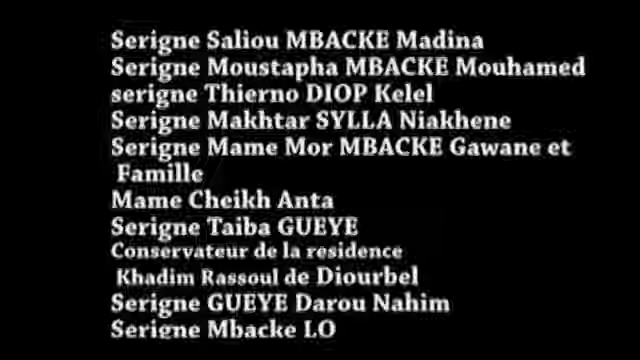 Serigne Saliou MBACKE Madina
Serigne Moustapha MBACKE Mouhamed
serigne Thierno DIOP Kelel
Serigne Makhtar SYLLA Niakhene
Serigne Mame Mor MBACKE Gawane et
Famille
Mame Cheikh Anta
Serigne Taiba GUEYE
Conservateur de la residence
Khadim Rassoul de Diourbel
Serigne GUEYE Darou Nahim
Serigne Mbacke LO